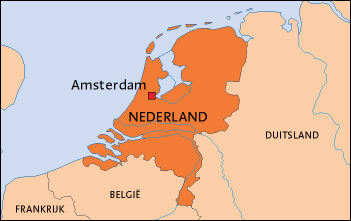 Amsterdam
NEDERLAND
DUITSLAND
BELGIË
FRANKRIJK